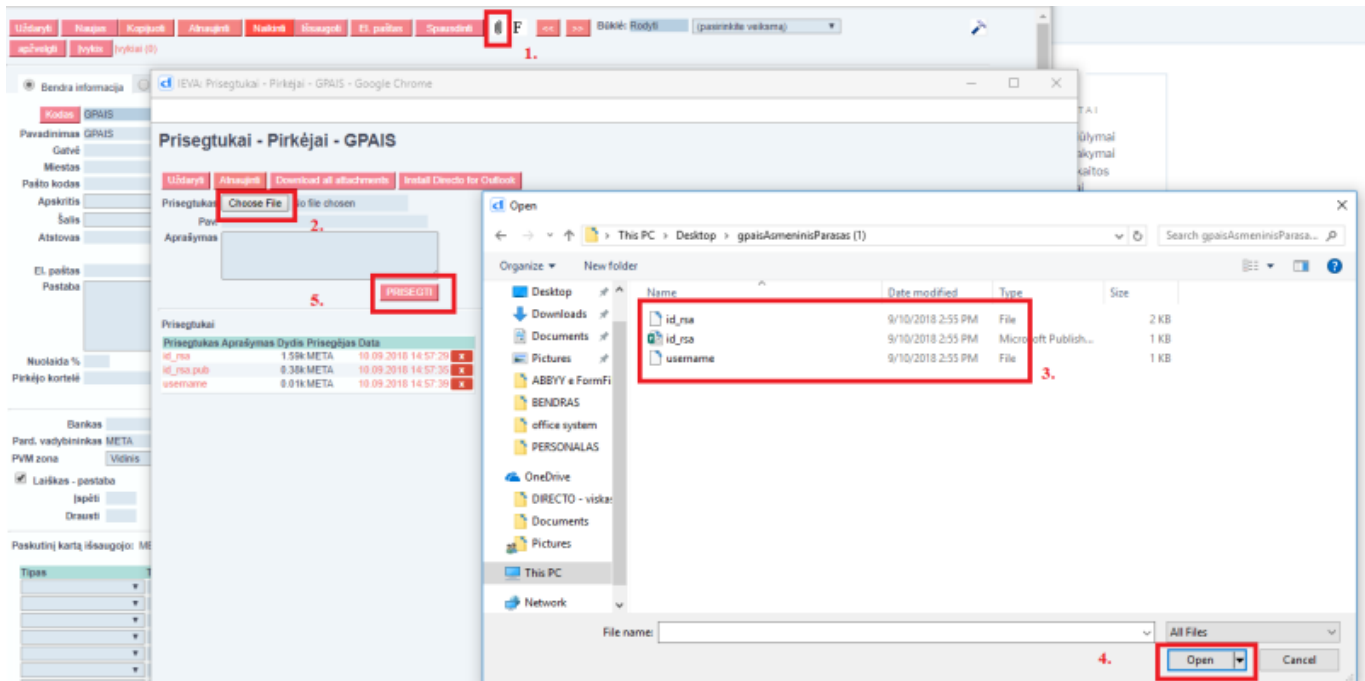 Uždaryti Naujas Kopijuoti Atnaujinti Naikinti Išsaugoti El. paštas Spausdinti F << >> Būklė: Rodyti (pasirinkite veiksmą)
apžvelgti Įvykis Įvykiai (0)
1.
Bendra informacija
IEVA: Prisegtukai - Pirkėjai - GPAIS - Google Chrome
Kodas GPAIS
Pavadinimas GPAIS
Gatvė
Miestas
Pašto kodas
Apskritis
Šalis
Atstovas
El. paštas
Pastaba
Nuolaida %
Pirkėjo kortelė
Bankas
Pard. vadybininkas META
PVM zona Vidinis
Laiškas - pastaba
Įspėti
Drausti
Paskutinį kartą išsaugojo: ME
Tipas
Prisegtukai - Pirkėjai - GPAIS
Uždaryti Atnaujinti Download all attachments Install Directo for Outlook
Prisegtukas Choose File No file chosen
2.
Pav.
Aprašymas
5.
PRISEGTI
Prisegtukai
Prisegtukas Aprašymas Dydis Prisegėjas Data
id_rsa 1.59k META 10.09.2018 14:57:29 x
id_rsa.pub 0.38k META 10.09.2018 14:57:35 x
username 0.01k META 10.09.2018 14:57:39 x
Open
This PC > Desktop > gpaisAsmeninisParasas (1) Search gpaisAsmeninisParasa...
Organize New folder
Desktop
Downloads
Documents
Pictures
ABBYY e FormFi
BENDRAS
office system
PERSONALAS
OneDrive
DIRECTO - viskas
Documents
Pictures
This PC
Network
Name Date modified Type Size
id_rsa 9/10/2018 2:55 PM File 2 KB
id_rsa 9/10/2018 2:55 PM Microsoft Publish... 1 KB
username 9/10/2018 2:55 PM File 1 KB
3.
File name: All Files
4.
Open Cancel